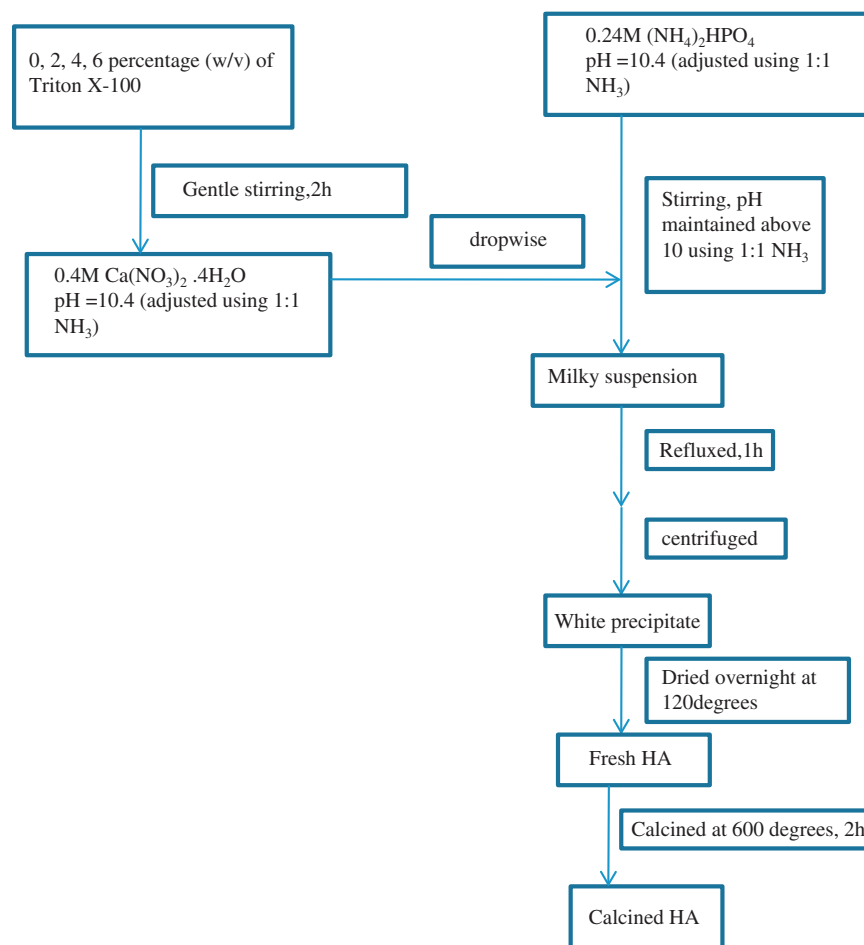 0, 2, 4, 6 percentage (w/v) of
Triton X-100
0.24M (NH₄)₂HPO₄
pH =10.4 (adjusted using 1:1
NH₃)
Gentle stirring,2h
Stirring, pH
maintained above
10 using 1:1 NH₃
dropwise
0.4M Ca(NO₃)₂ .4H₂O
pH =10.4 (adjusted using 1:1
NH₃)
Milky suspension
Refluxed,1h
centrifuged
White precipitate
Dried overnight at
120degrees
Fresh HA
Calcined at 600 degrees, 2h
Calcined HA